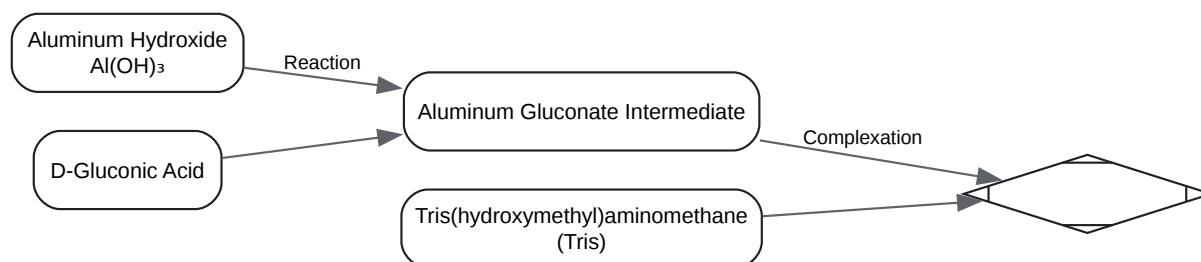 Aluminum Hydroxide
Al(OH)₃
Reaction
D-Gluconic Acid
Aluminum Gluconate Intermediate
Complexation
Tris(hydroxymethyl)aminomethane
(Tris)